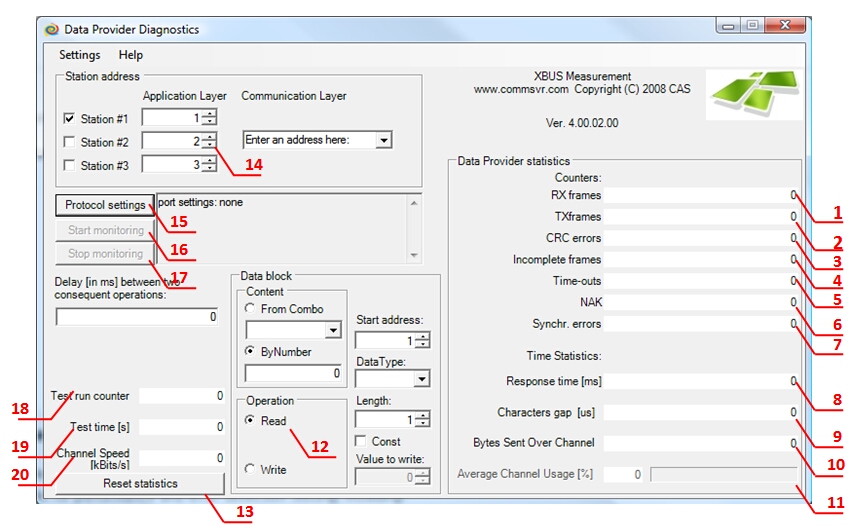 Data Provider Diagnostics
Settings Help
Station address
Application Layer Communication Layer
Station #1 1
Station #2 2 Enter an address here:
Station #3 3
14
Protocol settings
15
Start monitoring
16
Stop monitoring
17
port settings: none
Delay [in ms] between two
consequent operations:
0
Data block
Content
From Combo
ByNumber
0
Operation
Read
12
Write
Start address:
1
DataType:
Length:
1
Const
Value to write:
0
18
Test run counter 0
19
Test time [s] 0
20
Channel Speed
[kBits/s]
0
Reset
statistics
13
XBUS Measurement
www.commsvr.com Copyright (C) 2008 CAS
Ver. 4.00.02.00
Data Provider statistics
Counters:
RX frames 0
1
TXframes 0
2
CRC errors 0
3
Incomplete frames 0
4
Time-outs 0
5
NAK 0
6
Synchr. errors 0
7
Time Statistics:
Response time [ms] 0
8
Characters gap [us] 0
9
Bytes Sent Over Channel 0
10
Average Channel Usage [%] 0
11